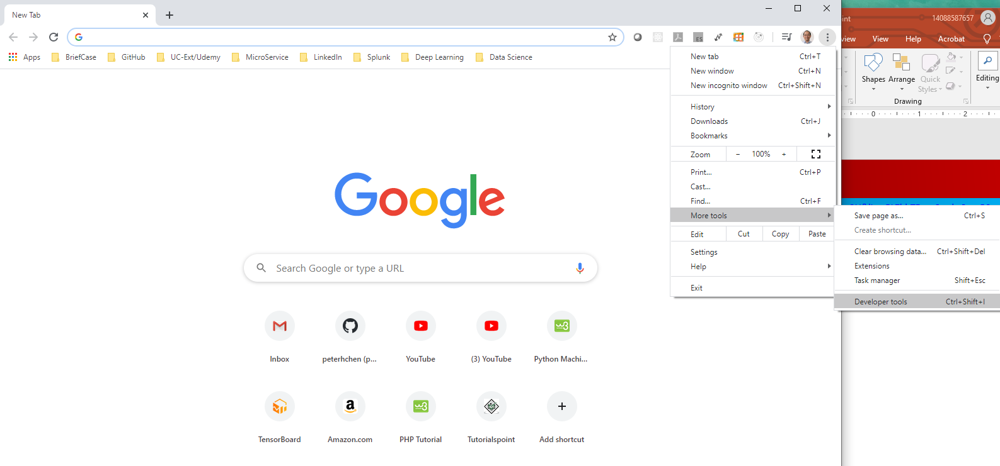 New Tab
Apps BriefCase GitHub UC-Ext/Udemy MicroService LinkedIn Splunk Deep Learning Data Science
Google
Search Google or type a URL
Inbox peterhchen (p... YouTube (3) YouTube Python Machi...
TensorBoard Amazon.com PHP Tutorial Tutorialspoint Add shortcut
New tab Ctrl+T
New window Ctrl+N
New incognito window Ctrl+Shift+N
History
Downloads Ctrl+J
Bookmarks
Zoom - 100% +
Print... Ctrl+P
Cast...
Find... Ctrl+F
More tools
Edit Cut Copy Paste
Settings
Help
Exit
Save page as... Ctrl+S
Create shortcut...
Clear browsing data... Ctrl+Shift+Del
Extensions
Task manager Shift+Esc
Developer tools Ctrl+Shift+I
int 14088587657
view View Help Acrobat
Shapes Arrange Quick Styles Editing
Drawing
0 1 2
ES